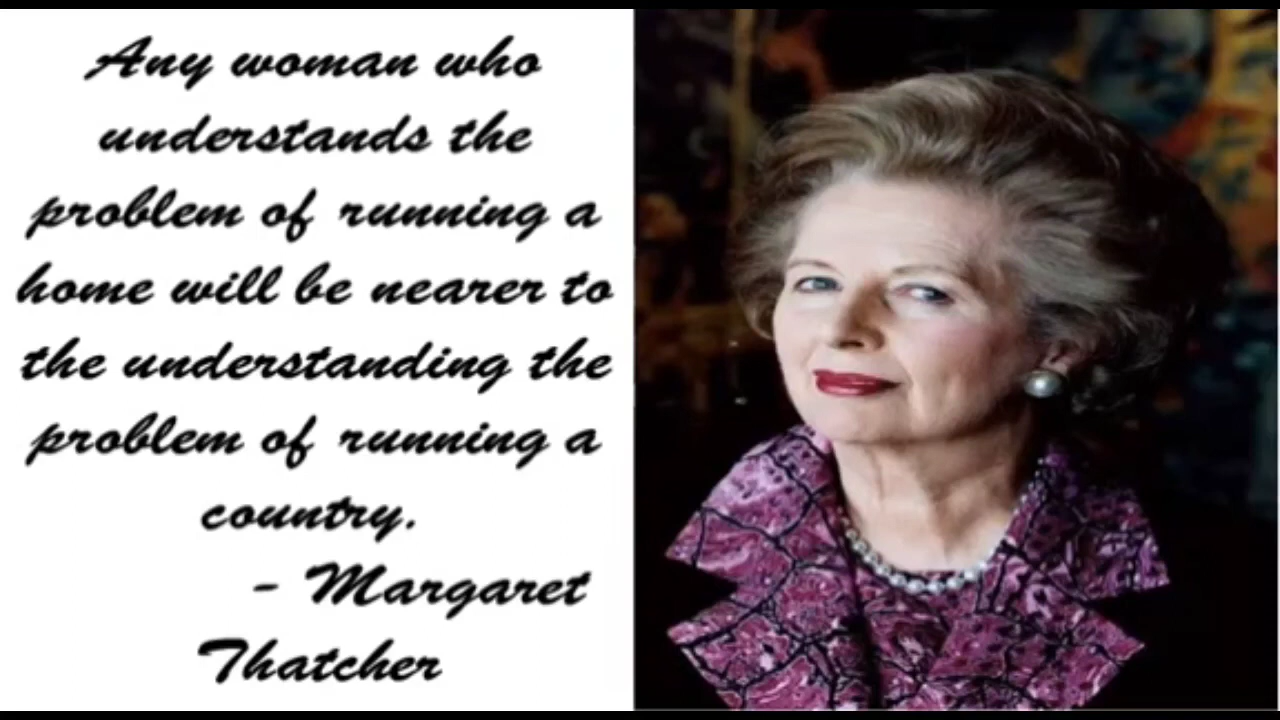 Any woman who
understands the
problem of running a
home will be nearer to
the understanding the
problem of running a
country.
- Margaret
Thatcher